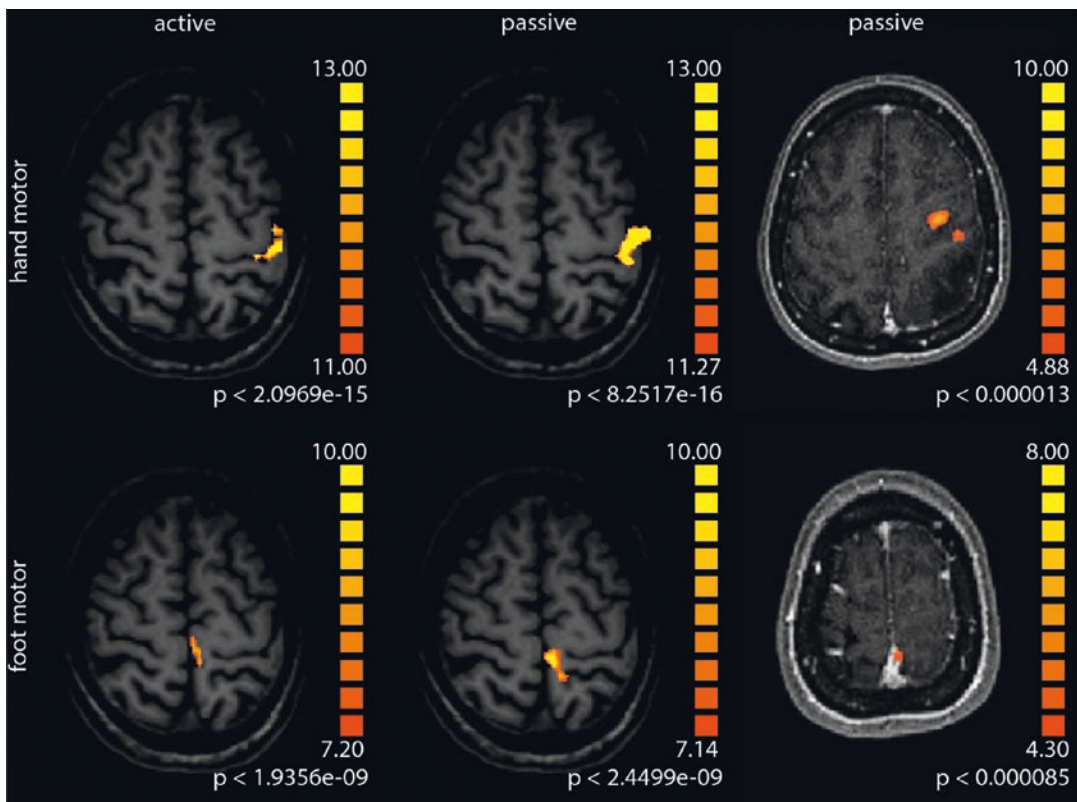 active passive passive
hand motor
13.00 13.00 10.00
11.00 11.27 4.88
p < 2.0969e-15 p < 8.2517e-16 p < 0.000013
foot motor
10.00 10.00 8.00
7.20 7.14 4.30
p < 1.9356e-09 p < 2.4499e-09 p < 0.000085